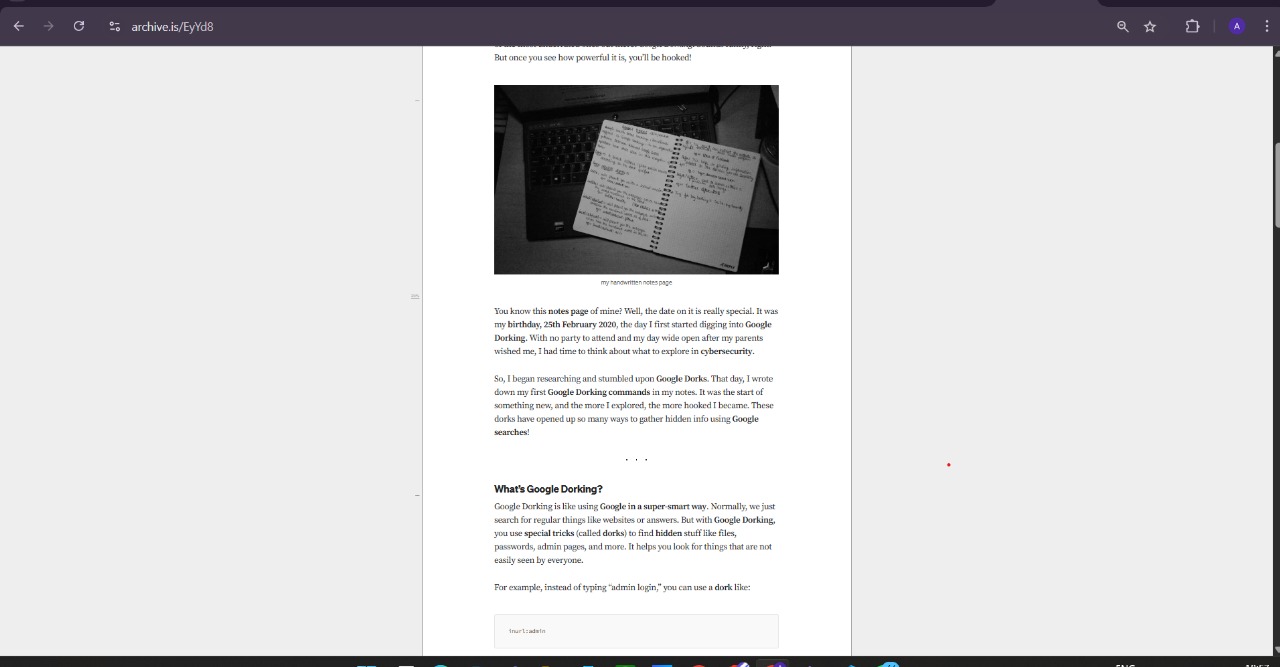 archive.is/EyYd8
A
But once you see how powerful it is, you'll be hooked!
my handwritten notes page
You know this notes page of mine? Well, the date on it is really special. It was
my birthday, 25th February 2020, the day I first started digging into Google
Dorking. With no party to attend and my day wide open after my parents
wished me, I had time to think about what to explore in cybersecurity.
So, I began researching and stumbled upon Google Dorks. That day, I wrote
down my first Google Dorking commands in my notes. It was the start of
something new, and the more I explored, the more hooked I became. These
dorks have opened up so many ways to gather hidden info using Google
searches!
. . .
What's Google Dorking?
Google Dorking is like using Google in a super-smart way. Normally, we just
search for regular things like websites or answers. But with Google Dorking,
you use special tricks (called dorks) to find hidden stuff like files,
passwords, admin pages, and more. It helps you look for things that are not
easily seen by everyone.
For example, instead of typing "admin login," you can use a dork like:
inurl:admin